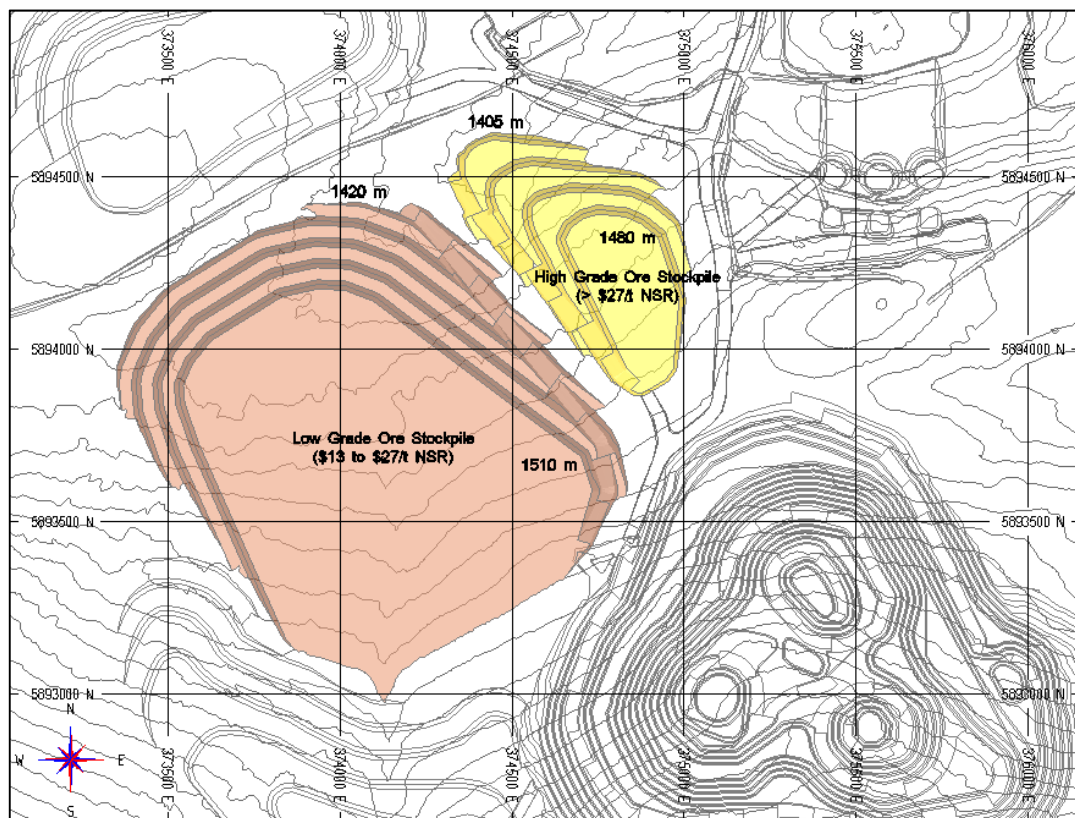 373500 E
374000 E
374500 E
375000 E
375500 E
376000 E
1405 m
5894500 N
5894500 N
1420 m
1480 m
High Grade Ore Stockpile
(> $27/t NSR)
5894000 N
5894000 N
Low Grade Ore Stockpile
($13 to $27/t NSR)
1510 m
5893500 N
5893500 N
5893000 N
5893000 N
N
W
E
S
373500 E
374000 E
374500 E
375000 E
375500 E
376000 E